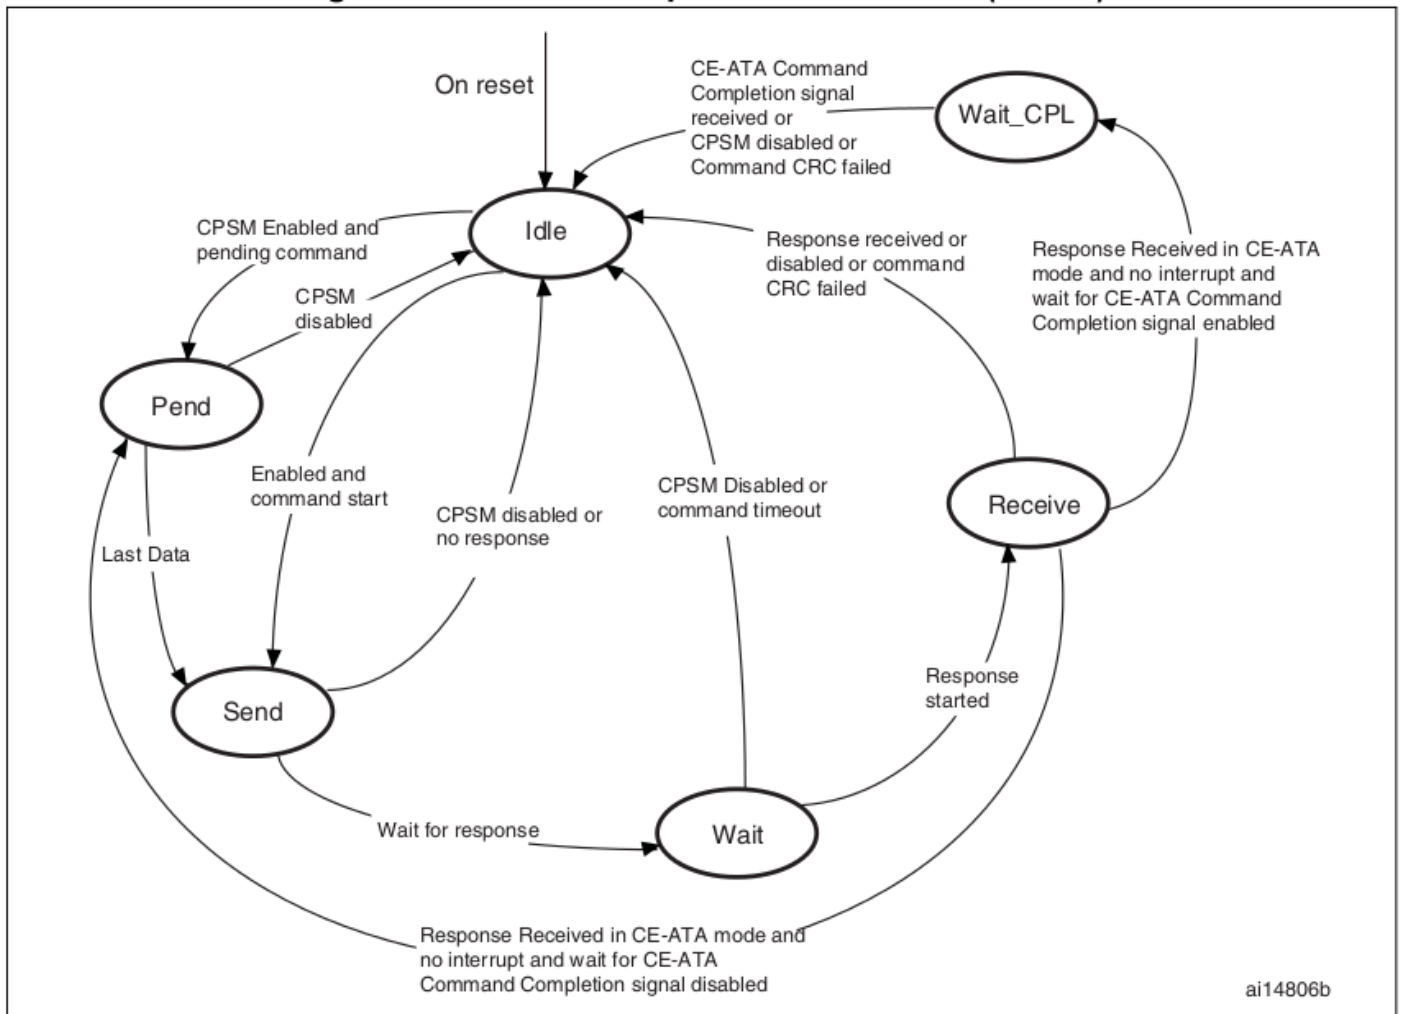 On reset
CE-ATA Command
Completion signal
received or
CPSM disabled or
Command CRC failed
Wait_CPL
Idle
CPSM Enabled and
pending command
Response received or
disabled or command
CRC failed
Response Received in CE-ATA
mode and no interrupt and
wait for CE-ATA Command
Completion signal enabled
CPSM
disabled
Pend
Enabled and
command start
CPSM disabled or
no response
CPSM Disabled or
command timeout
Receive
Last Data
Send
Response
started
Wait for response
Wait
Response Received in CE-ATA mode and
no interrupt and wait for CE-ATA
Command Completion signal disabled
ai14806b